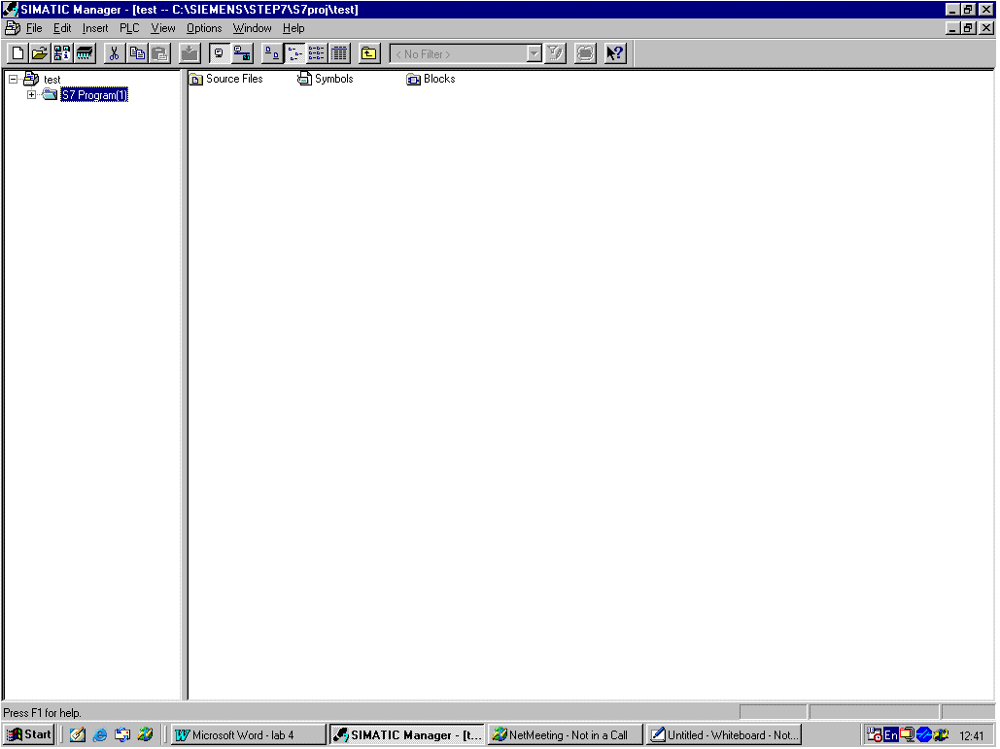 SIMATIC Manager - [test -- C:\SIEMENS\STEP7\S7proj\test]
File Edit Insert PLC View Options Window Help
< No Filter >
test
S7 Program(1)
Source Files Symbols Blocks
Press F1 for help.
Start Microsoft Word - lab 4 SIMATIC Manager - [t... NetMeeting - Not in a Call Untitled - Whiteboard - Not... En 12:41